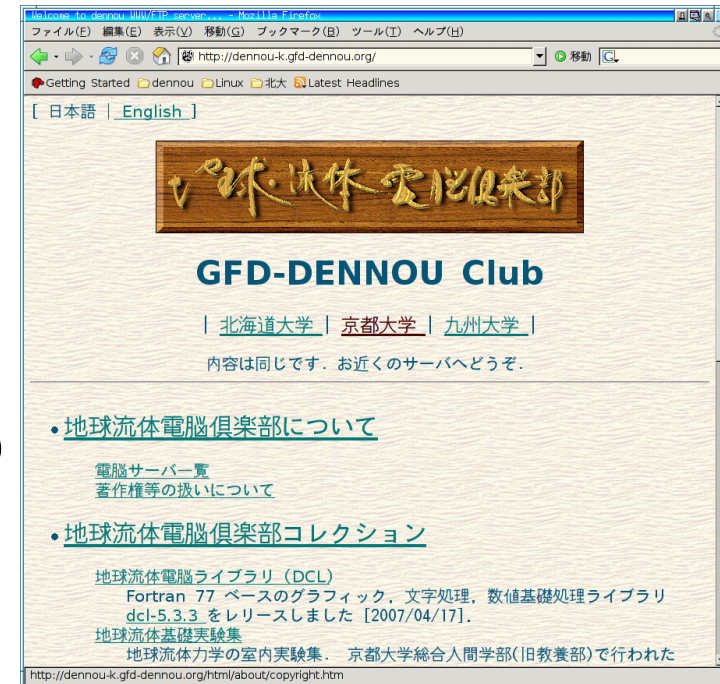 Welcome to dennou WWW/FTP server... - Mozilla Firefox
ファイル(F) 編集(E) 表示(V) 移動(G) ブックマーク(B) ツール(T) ヘルプ(H)
http://dennou-k.gfd-dennou.org/ 移動 G
Getting Started dennou Linux 北大 Latest Headlines
[ 日本語 | English ]
地球・流体 電脳倶楽部
GFD-DENNOU Club
| 北海道大学 | 京都大学 | 九州大学 |
内容は同じです. お近くのサーバへどうぞ.
• 地球流体電脳倶楽部について
電脳サーバ一覧
著作権等の扱いについて
• 地球流体電脳倶楽部コレクション
地球流体電脳ライブラリ (DCL)
Fortran 77 ベースのグラフィック, 文字処理, 数値基礎処理ライブラリ
dcl-5.3.3 をリリースしました [2007/04/17].
地球流体基礎実験集
地球流体力学の室内実験集. 京都大学総合人間学部(旧教養部)で行われた
http://dennou-k.gfd-dennou.org/html/about/copyright.htm